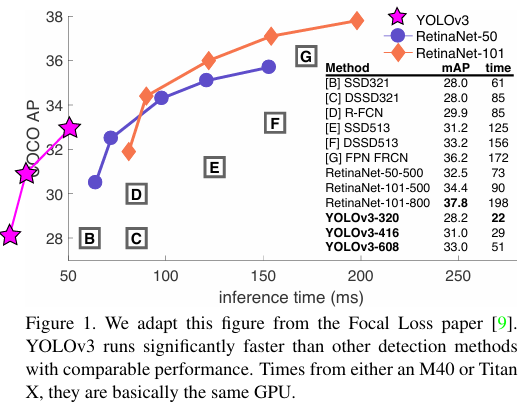 YOLOv3
RetinaNet-50
RetinaNet-101
38
36
34
32
30
28
COCO AP
B
C
D
E
F
G
Method mAP time
[B] SSD321 28.0 61
[C] DSSD321 28.0 85
[D] R-FCN 29.9 85
[E] SSD513 31.2 125
[F] DSSD513 33.2 156
[G] FPN FRCN 36.2 172
RetinaNet-50-500 32.5 73
RetinaNet-101-500 34.4 90
RetinaNet-101-800 37.8 198
YOLOv3-320 28.2 22
YOLOv3-416 31.0 29
YOLOv3-608 33.0 51
50 100 150 200 250
inference time (ms)
Figure 1. We adapt this figure from the Focal Loss paper [9].
YOLOv3 runs significantly faster than other detection methods
with comparable performance. Times from either an M40 or Titan
X, they are basically the same GPU.